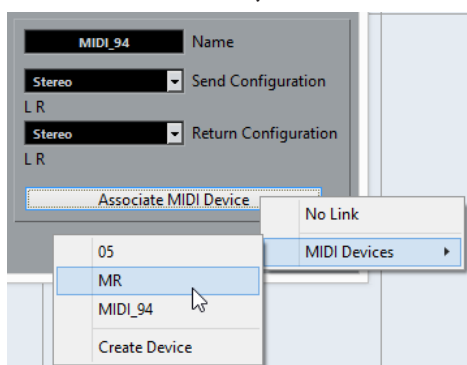 MIDI_94 Name
Stereo Send Configuration
L R
Stereo Return Configuration
L R
Associate MIDI Device
No Link
MIDI Devices
05
MR
MIDI_94
Create Device